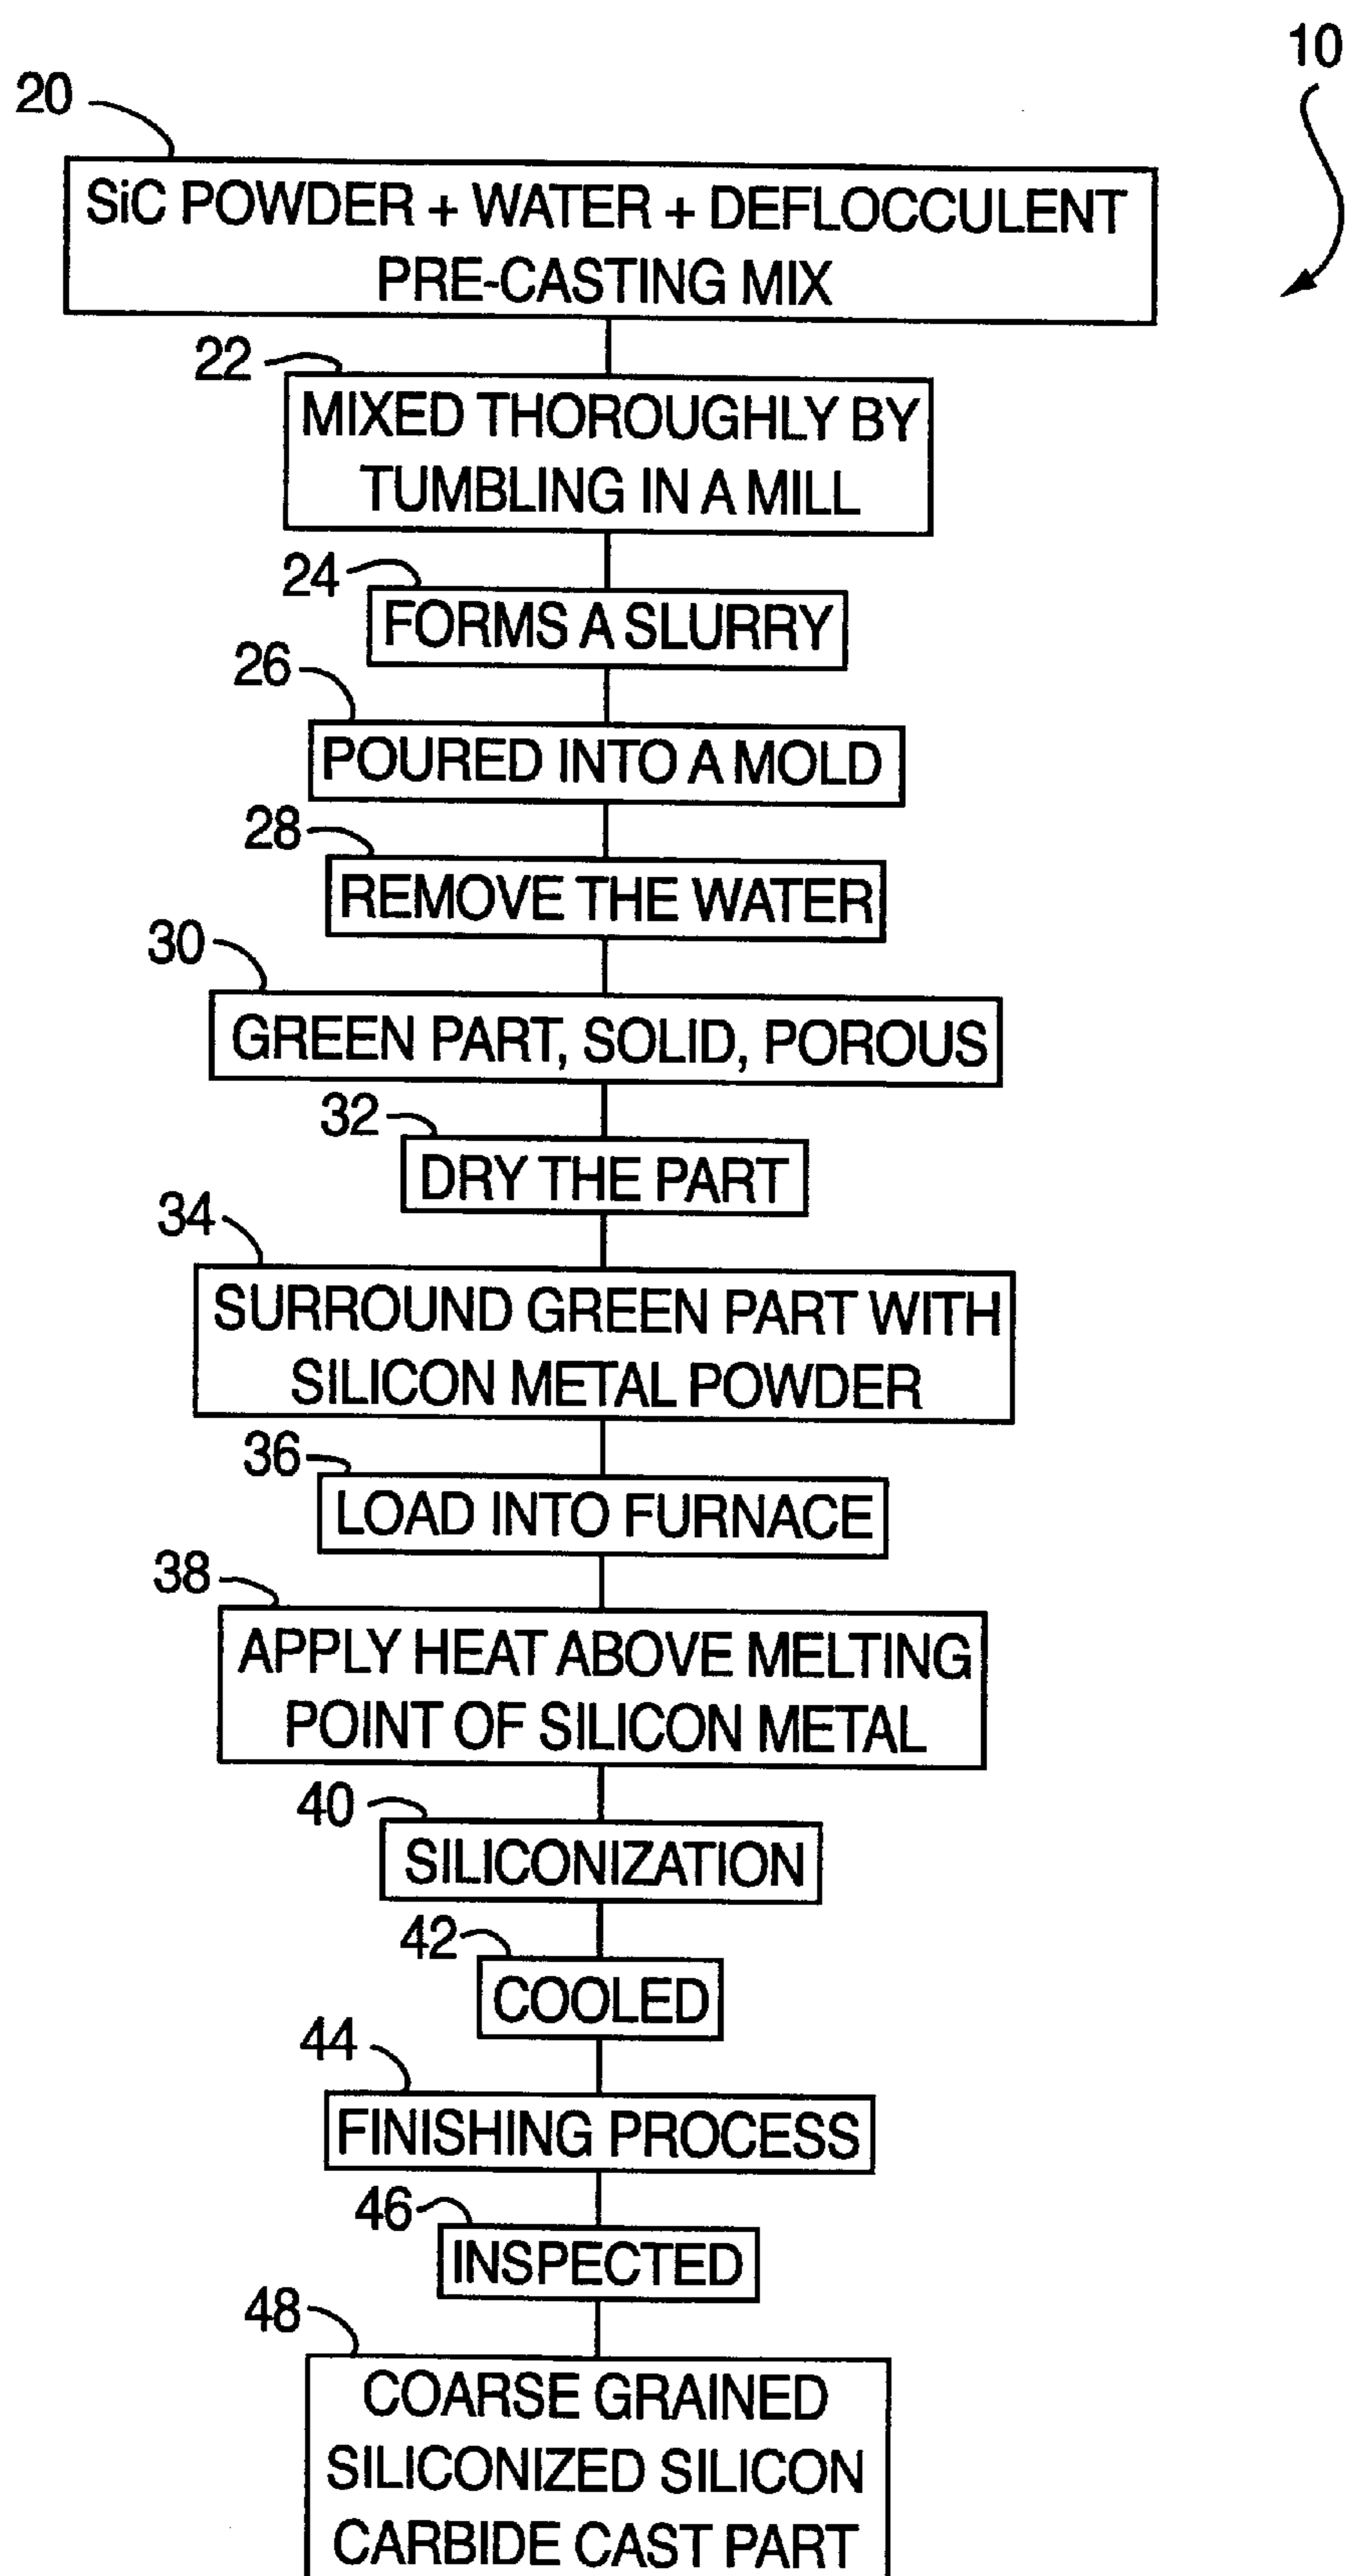 10
20
SiC POWDER + WATER + DEFLOCCULENT
PRE-CASTING MIX
22
MIXED THOROUGHLY BY
TUMBLING IN A MILL
24
FORMS A SLURRY
26
POURED INTO A MOLD
28
REMOVE THE WATER
30
GREEN PART, SOLID, POROUS
32
DRY THE PART
34
SURROUND GREEN PART WITH
SILICON METAL POWDER
36
LOAD INTO FURNACE
38
APPLY HEAT ABOVE MELTING
POINT OF SILICON METAL
40
SILICONIZATION
42
COOLED
44
FINISHING PROCESS
46
INSPECTED
48
COARSE GRAINED
SILICONIZED SILICON
CARBIDE CAST PART